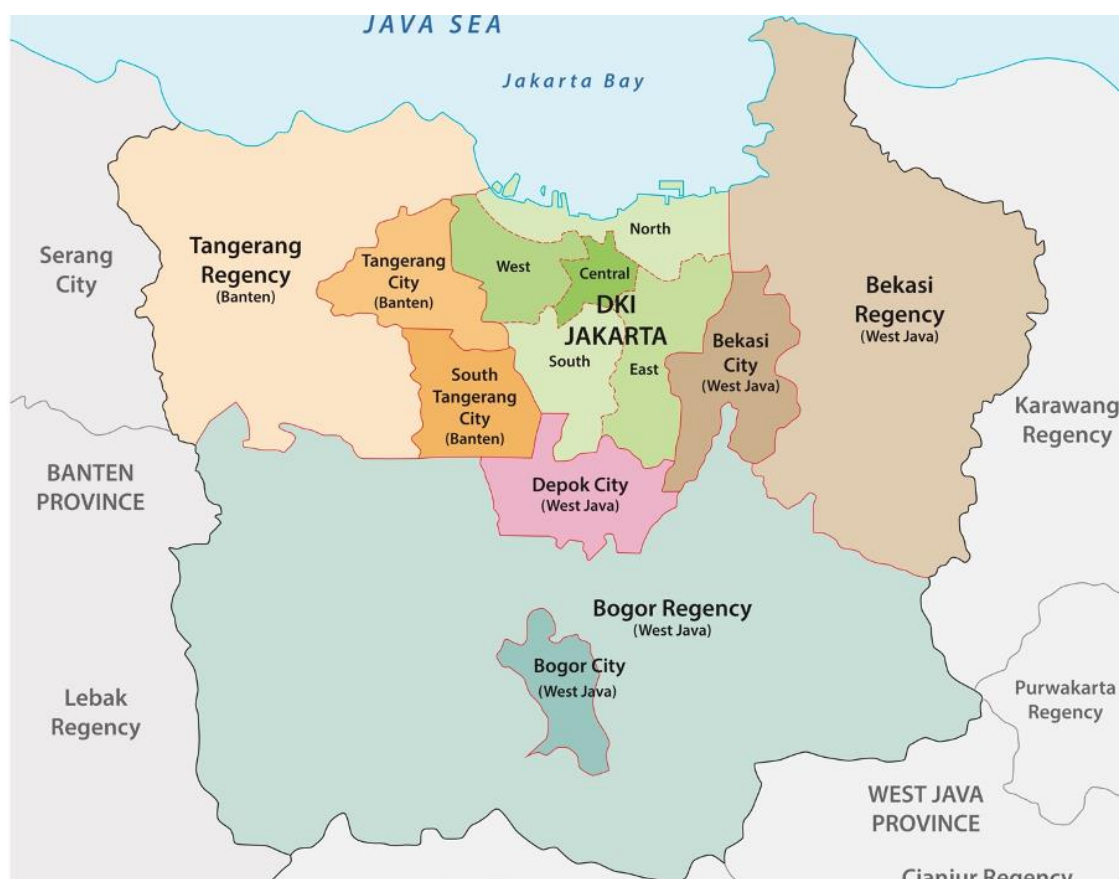 JAVA SEA
Jakarta Bay
North
Tangerang
Regency
(Banten)
Serang
City
Tangerang
City
(Banten)
West
Central
DKI
JAKARTA
Bekasi
Regency
(West Java)
Bekasi
City
(West Java)
South
East
South
Tangerang
City
(Banten)
Karawang
Regency
BANTEN
PROVINCE
Depok City
(West Java)
Bogor Regency
(West Java)
Bogor City
(West Java)
Lebak
Regency
Purwakarta
Regency
WEST JAVA
PROVINCE
Cianjur Regency